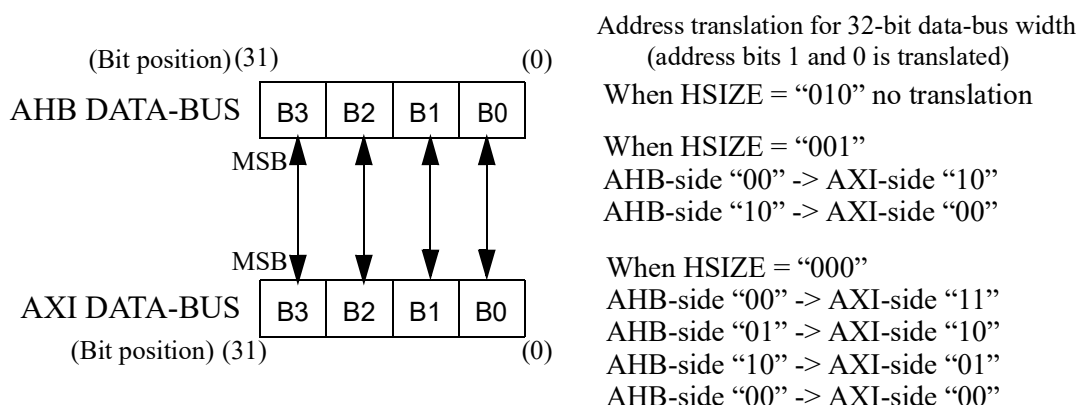 Address translation for 32-bit data-bus width
(address bits 1 and 0 is translated)
(Bit position) (31) (0)
AHB DATA-BUS B3 B2 B1 B0
MSB
MSB
AXI DATA-BUS B3 B2 B1 B0
(Bit position) (31) (0)
When HSIZE = “010” no translation
When HSIZE = “001”
AHB-side “00” -> AXI-side “10”
AHB-side “10” -> AXI-side “00”
When HSIZE = “000”
AHB-side “00” -> AXI-side “11”
AHB-side “01” -> AXI-side “10”
AHB-side “10” -> AXI-side “01”
AHB-side “00” -> AXI-side “00”